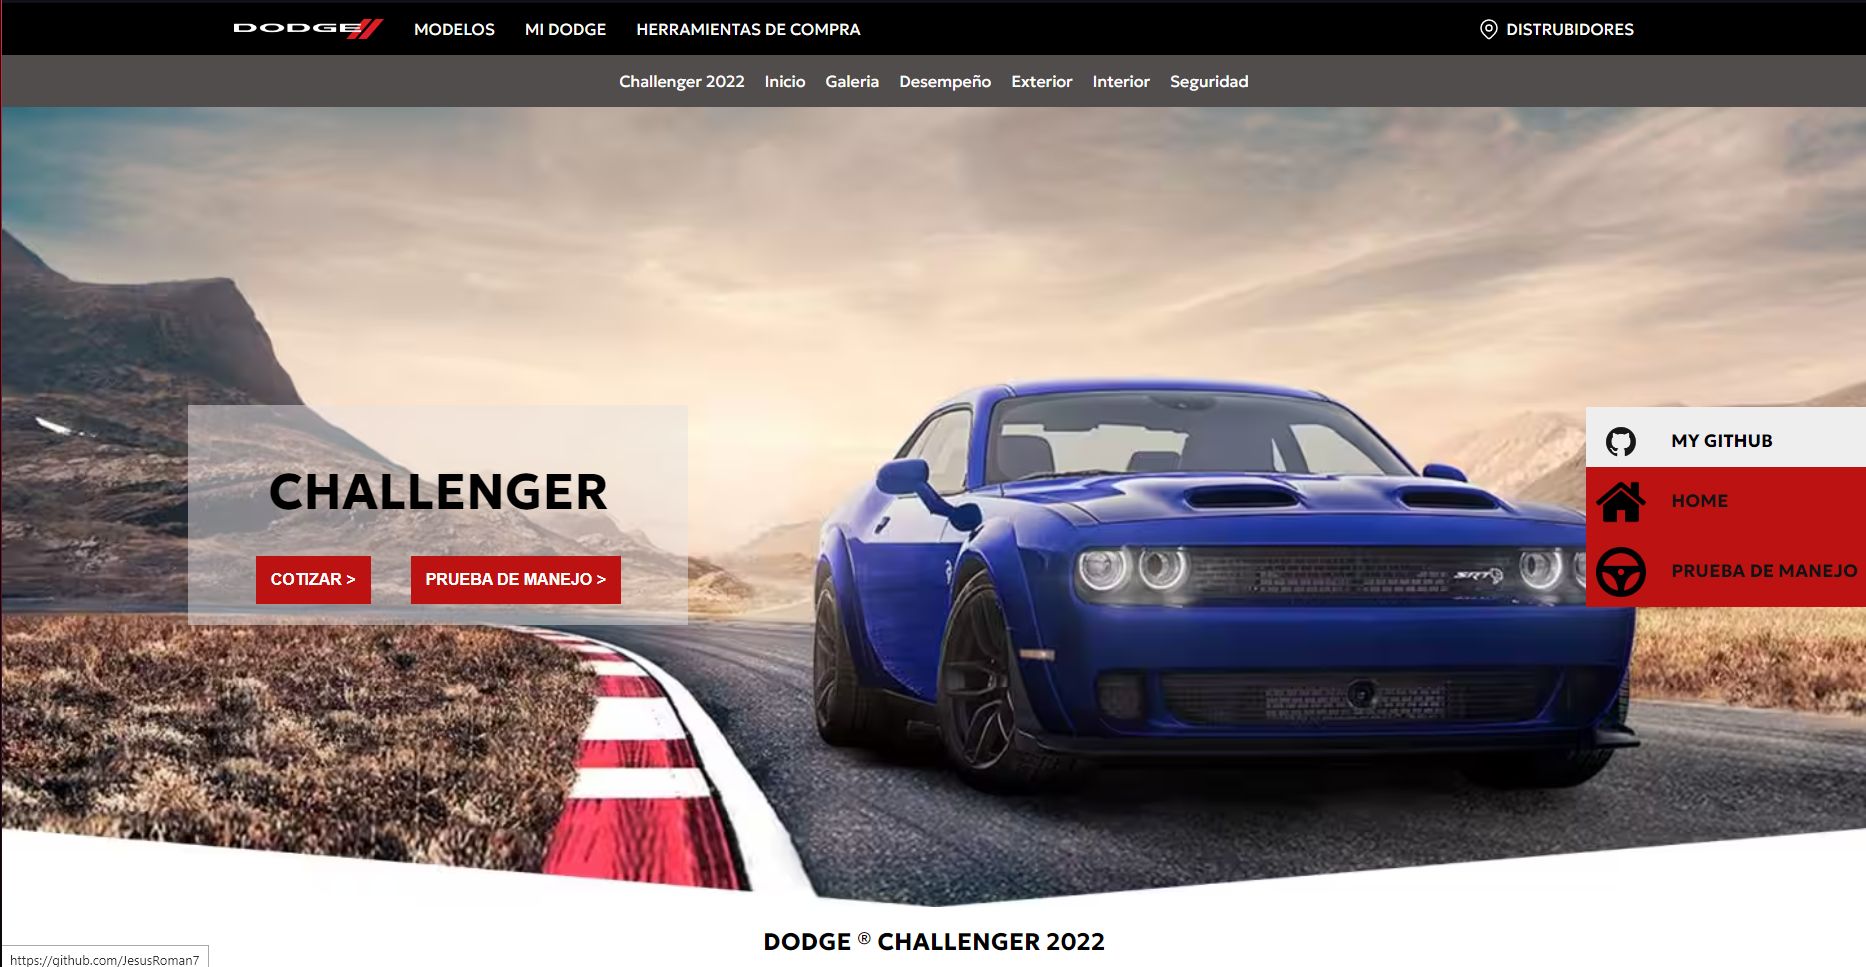 DODGE MODELOS MI DODGE HERRAMIENTAS DE COMPRA DISTRUBIDORES
Challenger 2022 Inicio Galeria Desempeño Exterior Interior Seguridad
CHALLENGER
COTIZAR > PRUEBA DE MANEJO >
MY GITHUB
HOME
PRUEBA DE MANEJO
SRT
DODGE ® CHALLENGER 2022
https://github.com/JesusRoman7